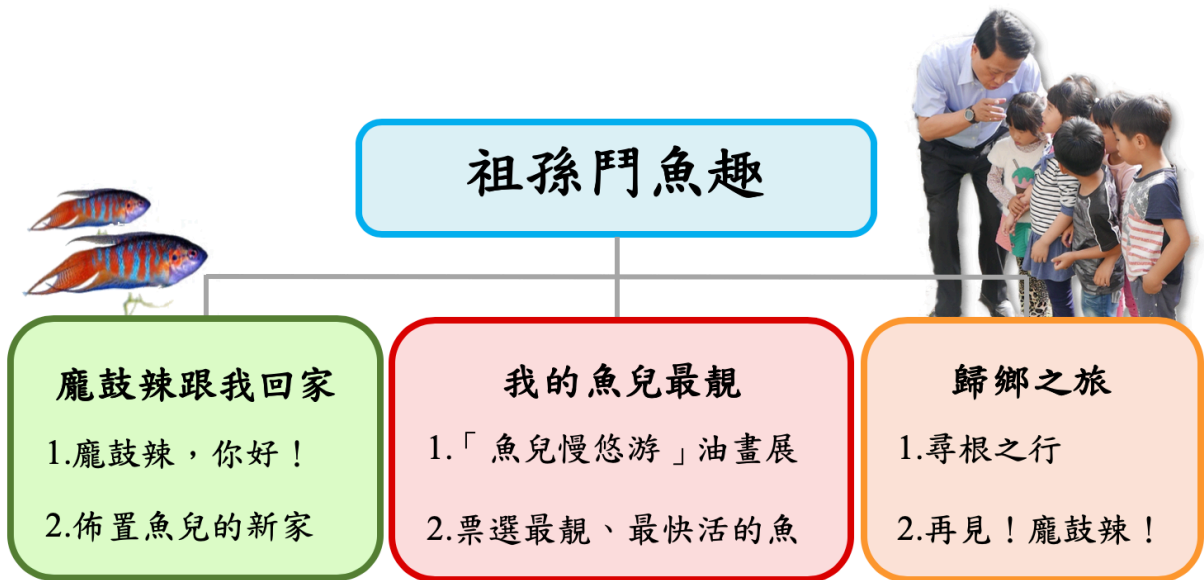 祖孫鬥魚趣
龐鼓辣跟我回家
1.龐鼓辣，你好！
2.佈置魚兒的新家
我的魚兒最靚
1.「魚兒慢悠游」油畫展
2.票選最靚、最快活的魚
歸鄉之旅
1.尋根之行
2.再見！龐鼓辣！